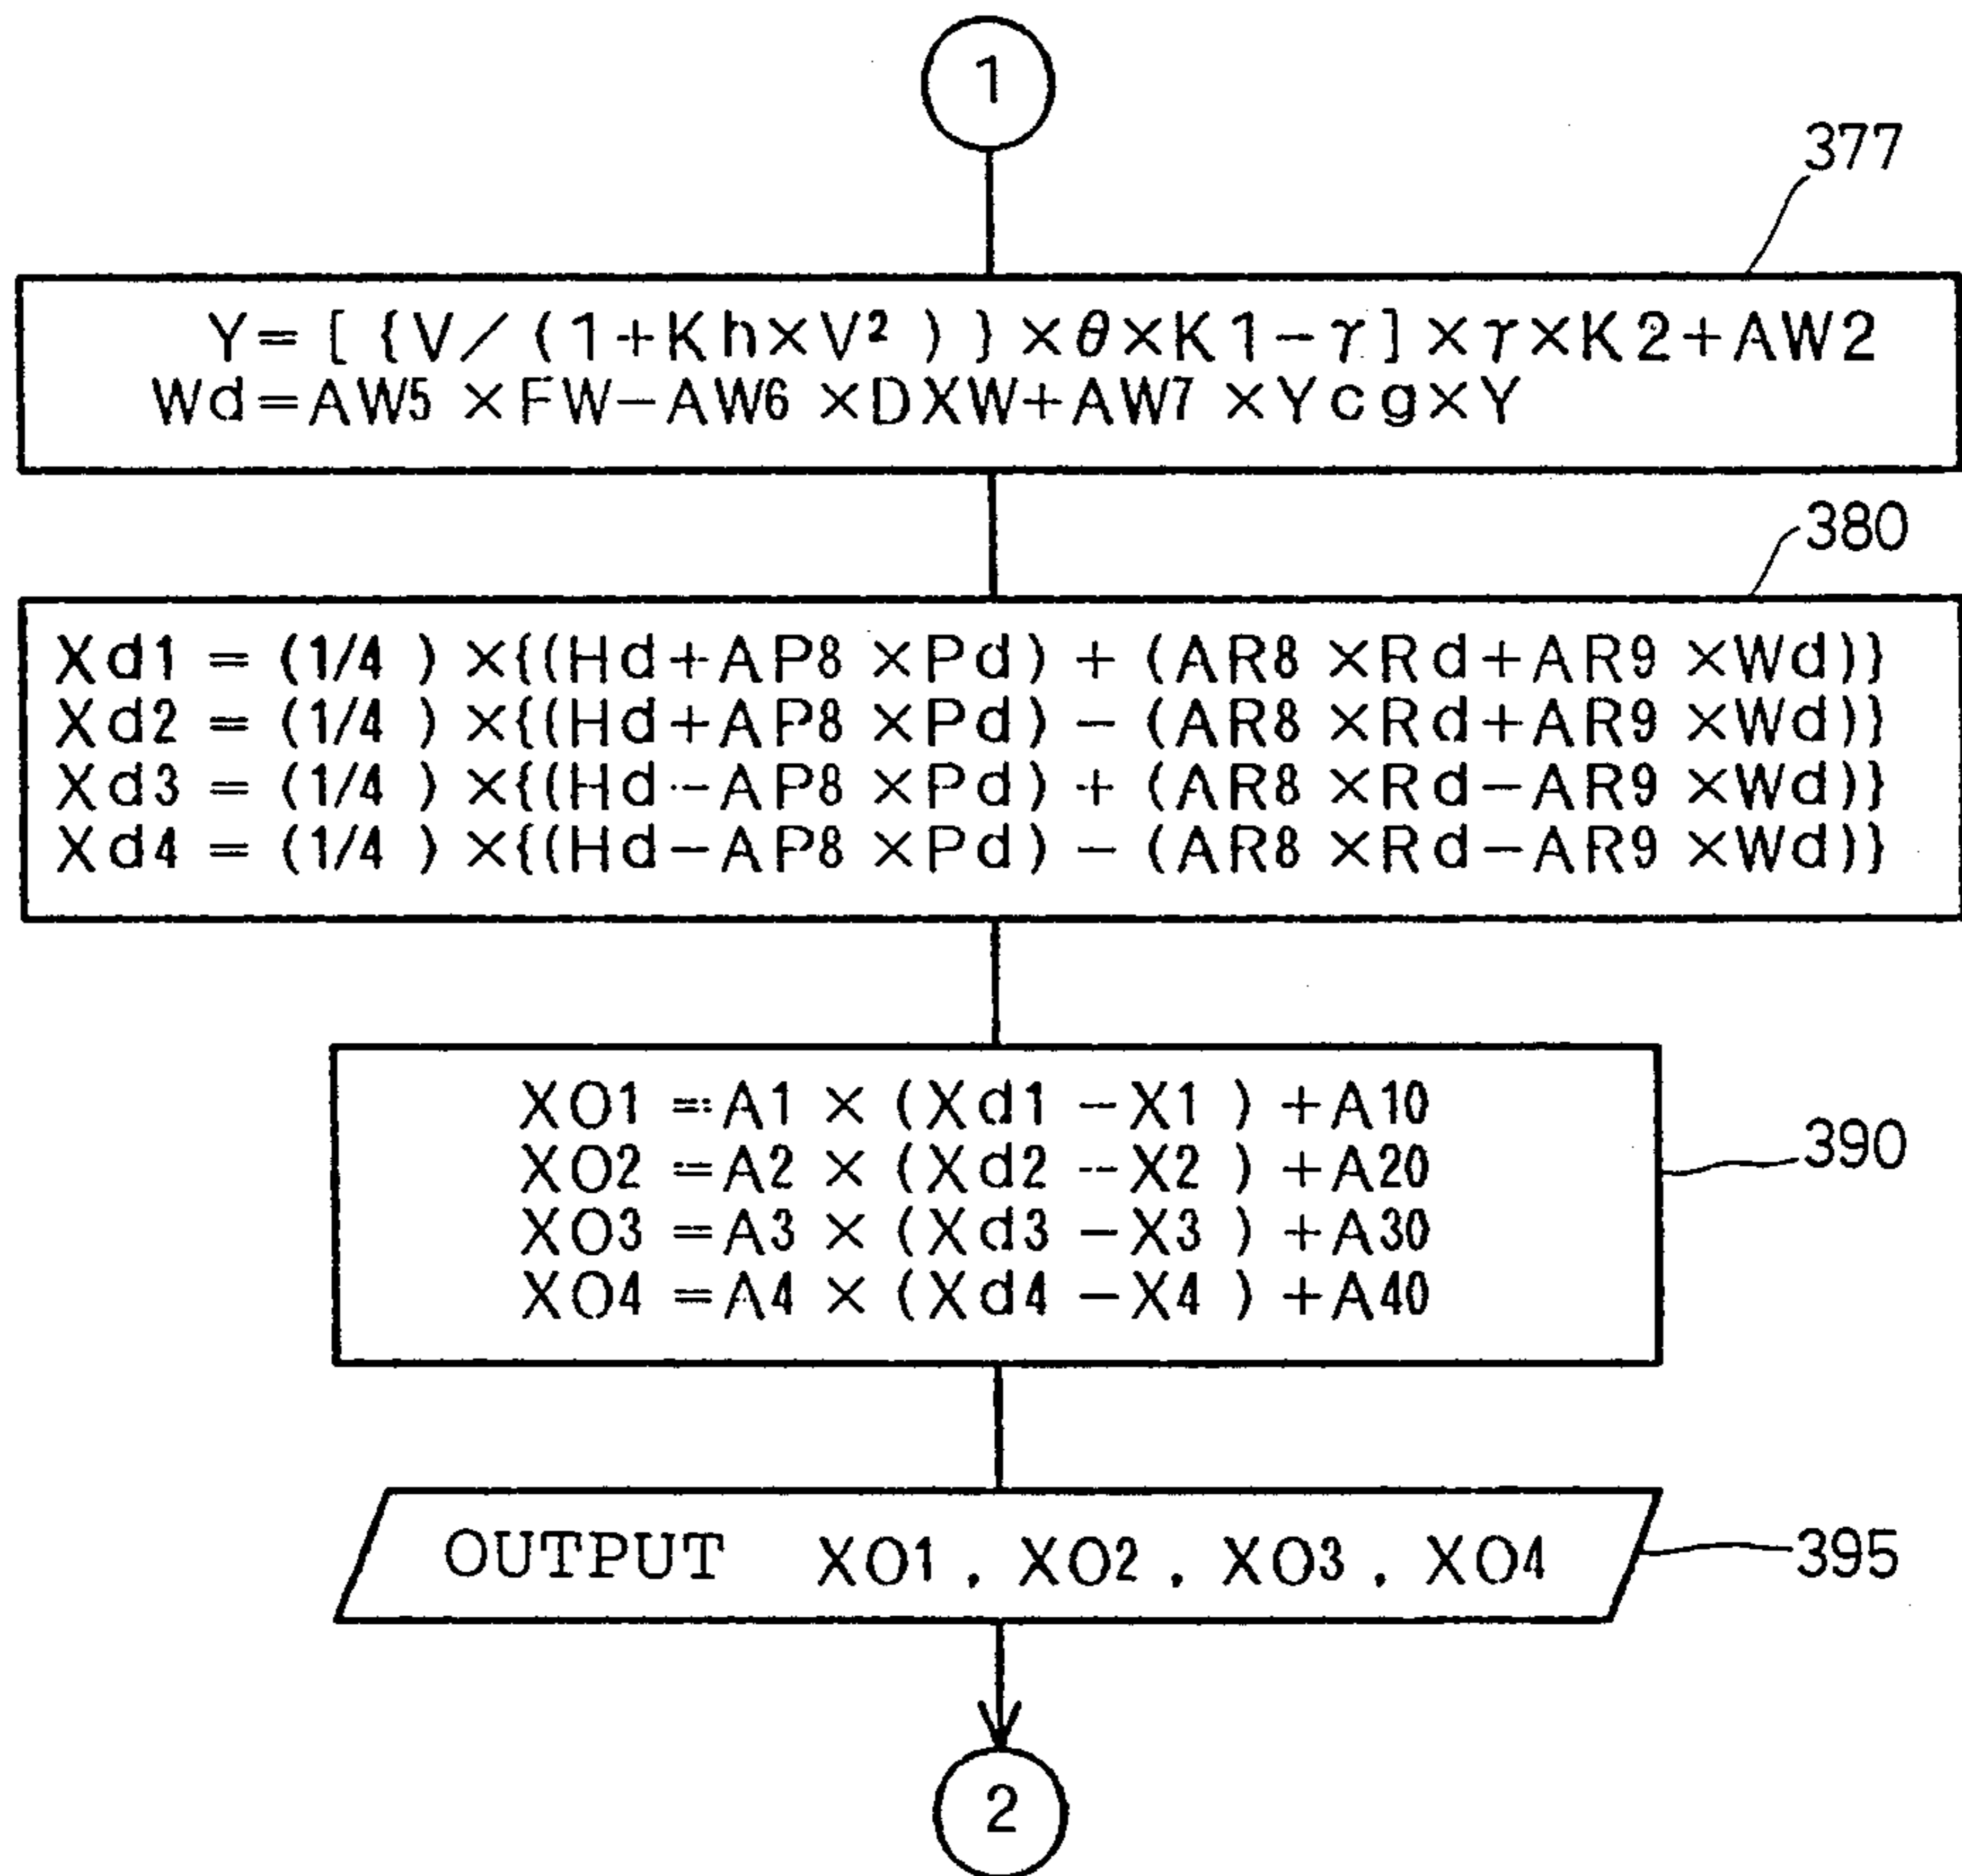 1
377
Y=[{V/(1+Kh×V²)}×θ×K1-γ]×γ×K2+AW2
Wd=AW5×FW-AW6×DXW+AW7×Ycg×Y
380
Xd1=(1/4)×{(Hd+AP8×Pd)+(AR8×Rd+AR9×Wd)}
Xd2=(1/4)×{(Hd+AP8×Pd)-(AR8×Rd+AR9×Wd)}
Xd3=(1/4)×{(Hd-AP8×Pd)+(AR8×Rd-AR9×Wd)}
Xd4=(1/4)×{(Hd-AP8×Pd)-(AR8×Rd-AR9×Wd)}
XO1=A1×(Xd1-X1)+A10
XO2=A2×(Xd2-X2)+A20
390
XO3=A3×(Xd3-X3)+A30
XO4=A4×(Xd4-X4)+A40
OUTPUT XO1, XO2, XO3, XO4
395
2